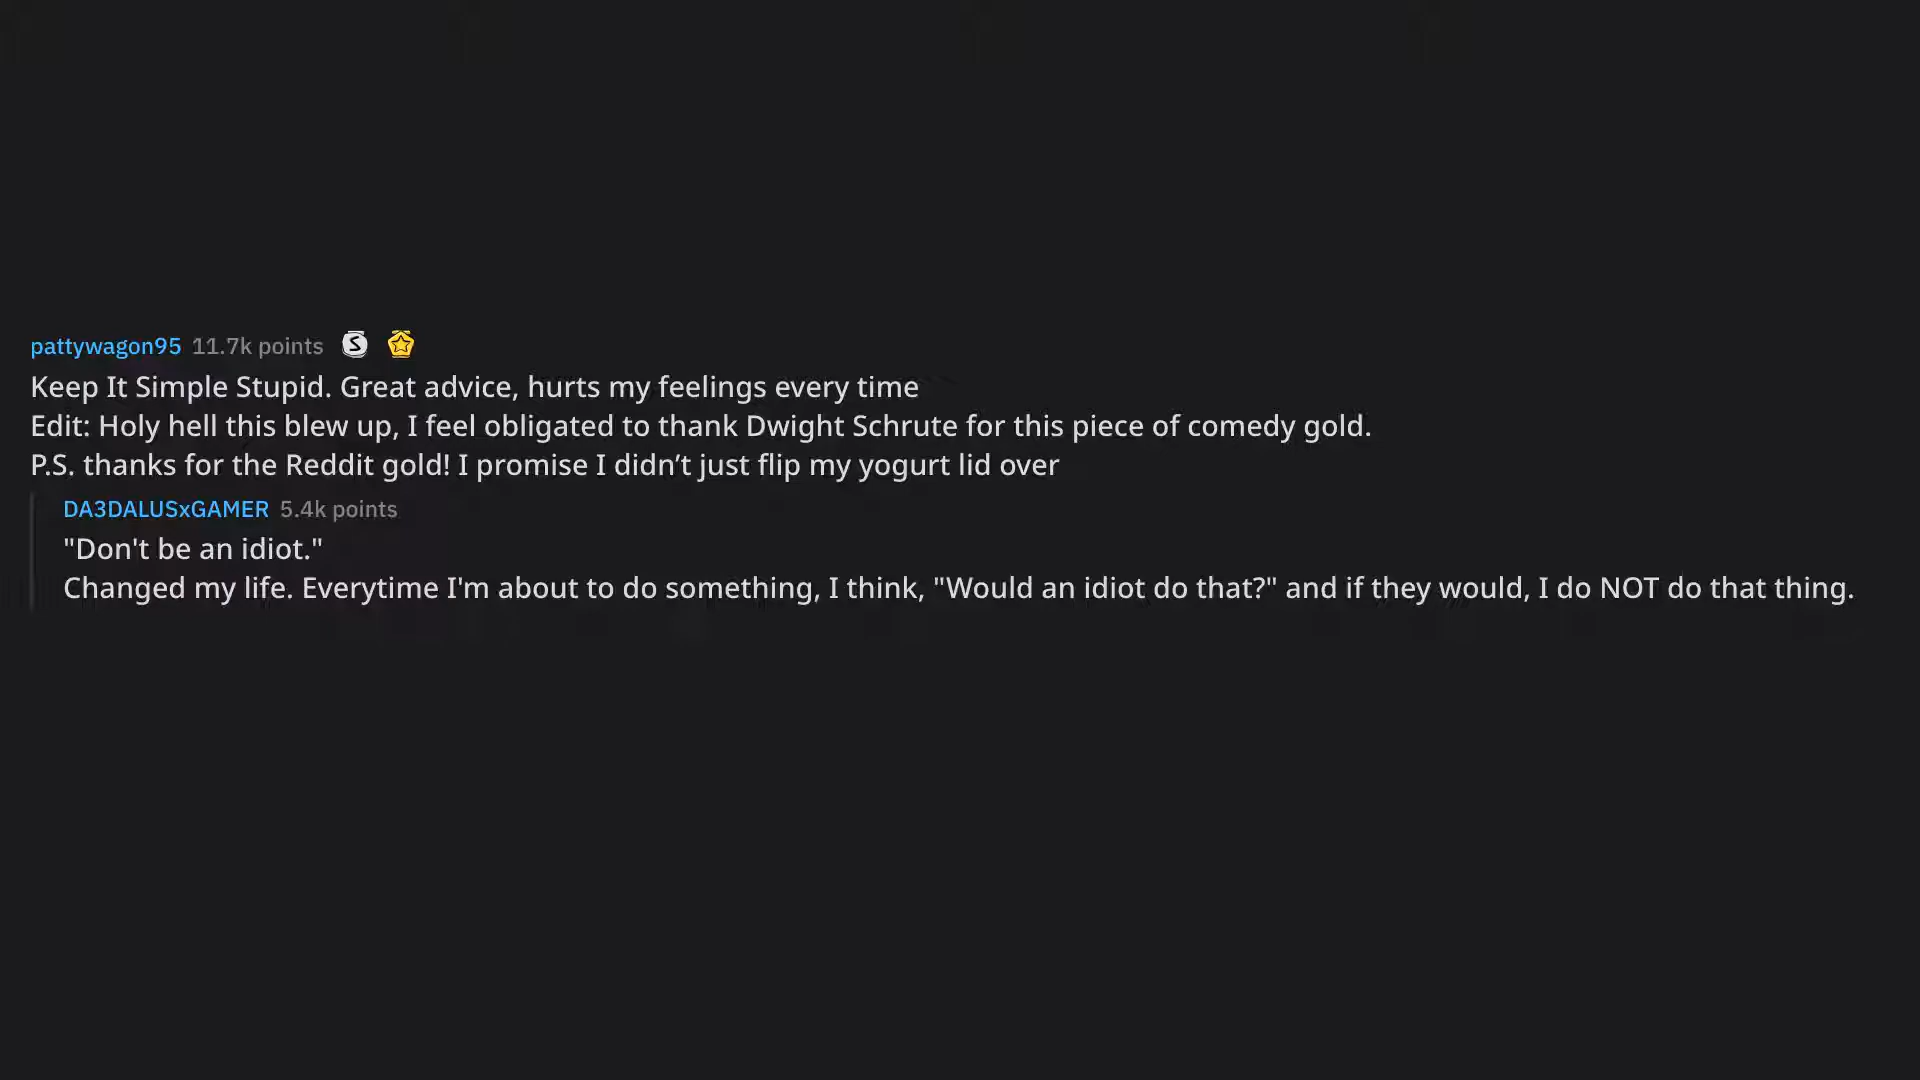 pattywagon95 11.7k points
Keep It Simple Stupid. Great advice, hurts my feelings every time
Edit: Holy hell this blew up, I feel obligated to thank Dwight Schrute for this piece of comedy gold.
P.S. thanks for the Reddit gold! I promise I didn’t just flip my yogurt lid over
DA3DALUSxGAMER 5.4k points
"Don't be an idiot."
Changed my life. Everytime I'm about to do something, I think, "Would an idiot do that?" and if they would, I do NOT do that thing.